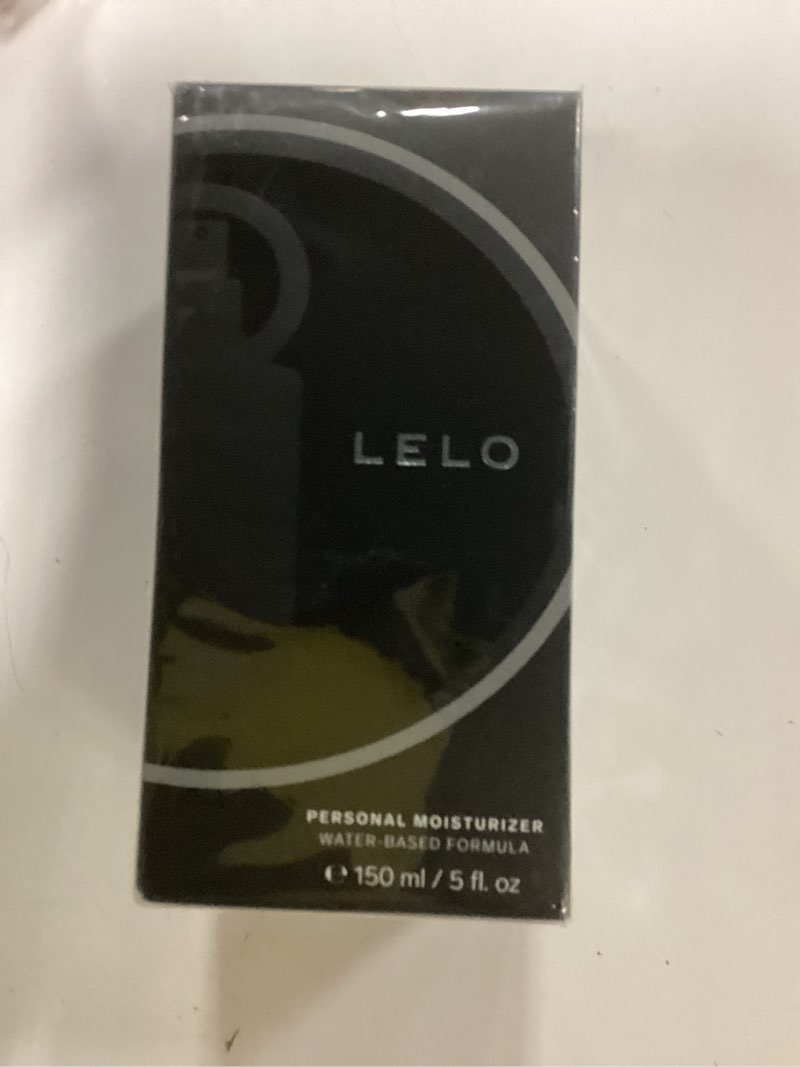 LELO
PERSONAL MOISTURIZER
WATER-BASED FORMULA
℮ 150 ml / 5 fl. oz